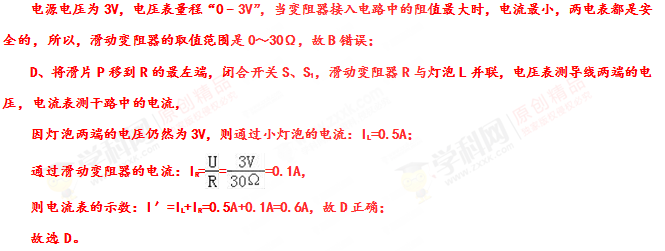 电源电压为3V，电压表量程“0-3V”，当变阻器接入电路中的阻值最大时，电流最小，两电表都是安
全的，所以，滑动变阻器的取值范围是0～30Ω，故B错误；
D、将滑片P移到R的最左端，闭合开关S、S₁，滑动变阻器R与灯泡L并联，电压表测导线两端的电
压，电流表测干路中的电流，
因灯泡两端的电压仍然为3V，则通过小灯泡的电流：I_L=0.5A；
通过滑动变阻器的电流：I_R=U/R=3V/30Ω=0.1A，
则电流表的示数：I′=I_L+I_R=0.5A+0.1A=0.6A，故D正确；
故选D。